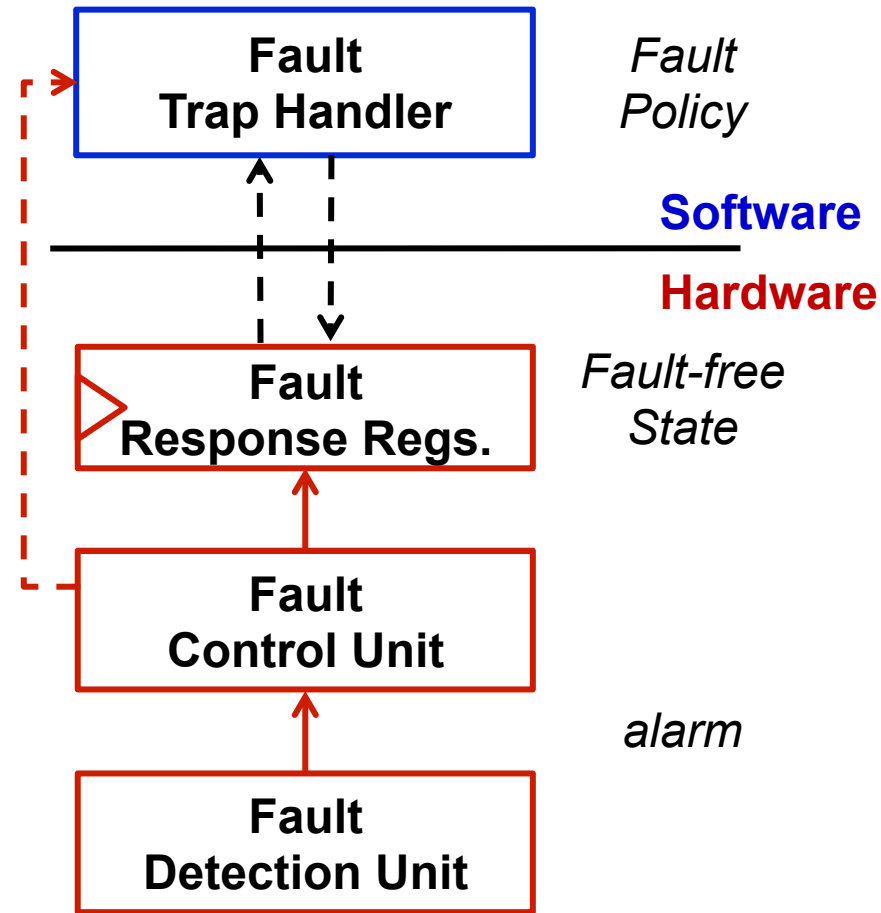 Fault
Trap Handler
Fault
Policy
Software
Hardware
Fault
Response Regs.
Fault-free
State
Fault
Control Unit
alarm
Fault
Detection Unit